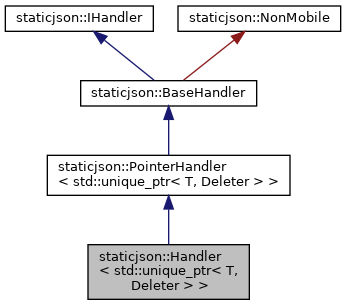 staticjson::IHandler
staticjson::NonMobile
staticjson::BaseHandler
staticjson::PointerHandler
< std::unique_ptr< T, Deleter > >
staticjson::Handler
< std::unique_ptr< T,
Deleter > >